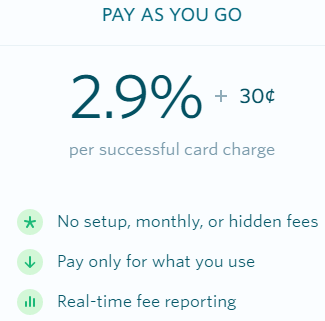 PAY AS YOU GO
2.9% + 30¢
per successful card charge
No setup, monthly, or hidden fees
Pay only for what you use
Real-time fee reporting